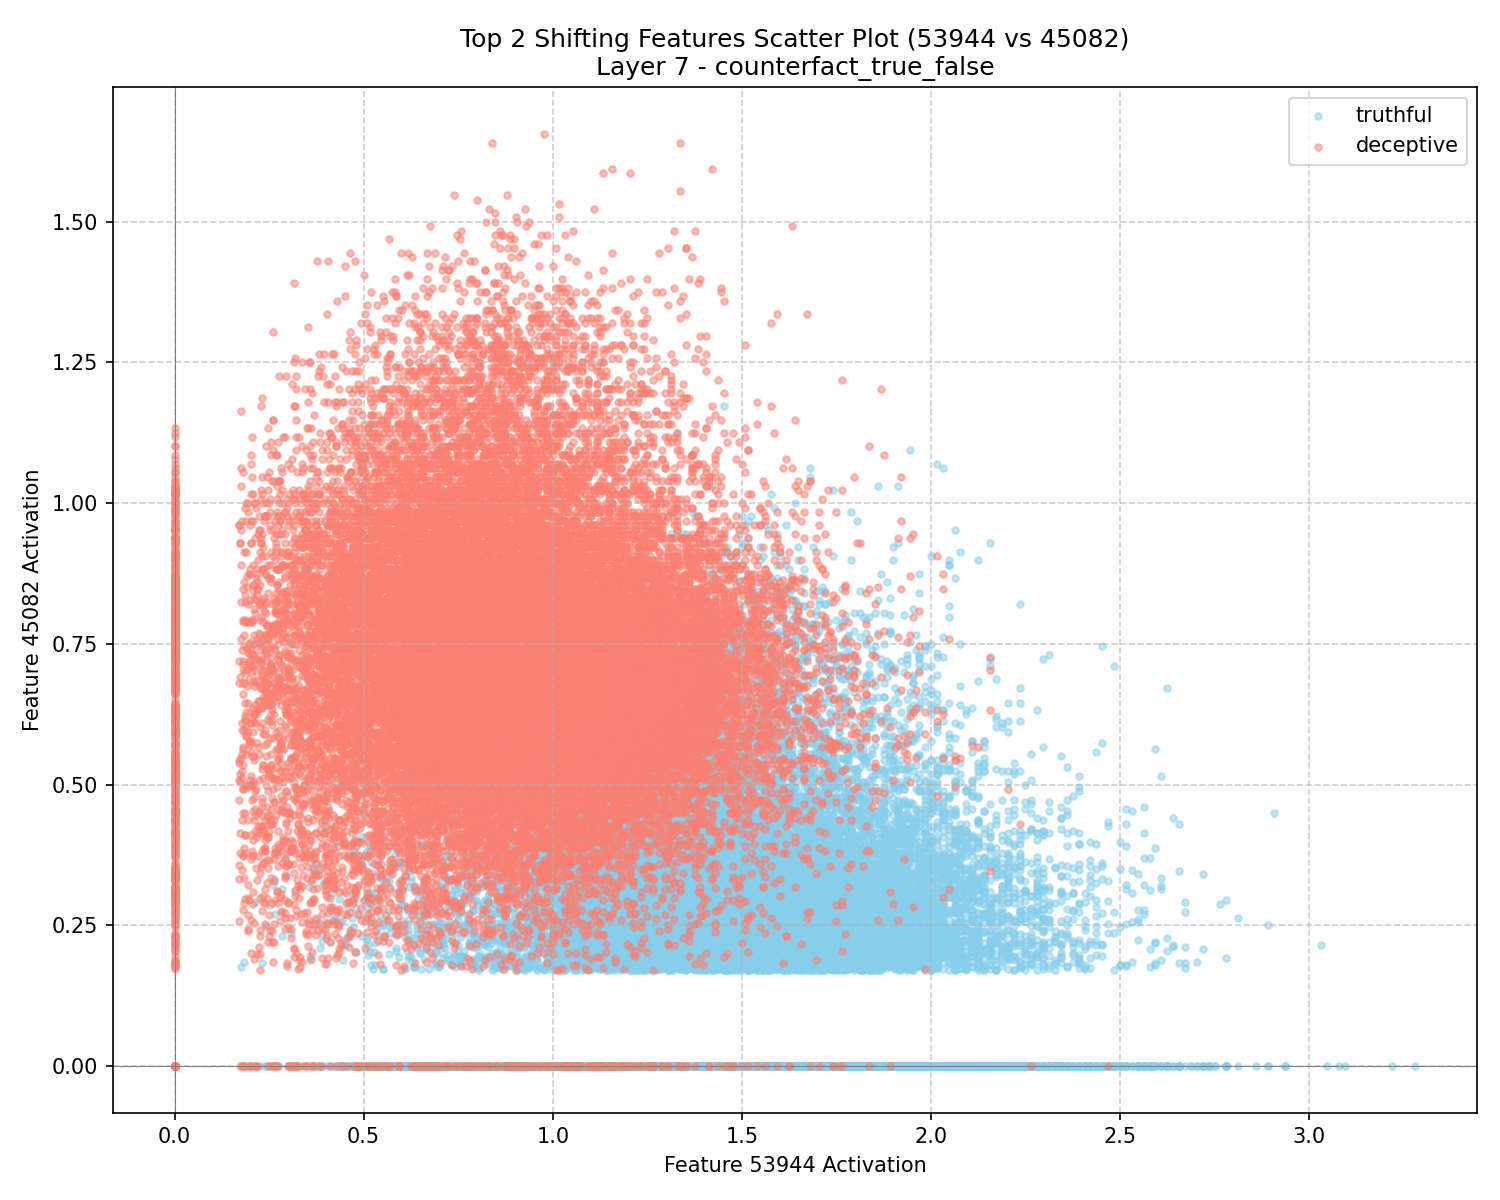 Top 2 Shifting Features Scatter Plot (53944 vs 45082)
Layer 7 - counterfact_true_false
truthful
deceptive
1.50
1.25
1.00
0.75
0.50
0.25
0.00
Feature 45082 Activation
0.0 0.5 1.0 1.5 2.0 2.5 3.0
Feature 53944 Activation